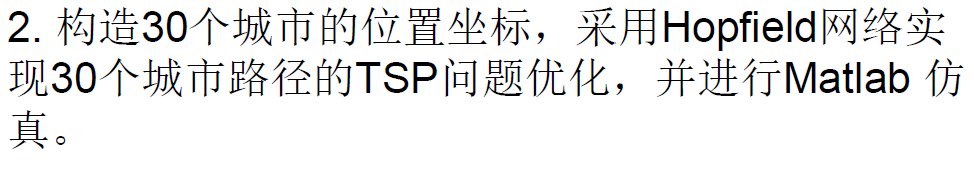 2. 构造30个城市的位置坐标，采用Hopfield网络实
现30个城市路径的TSP问题优化，并进行Matlab 仿
真。